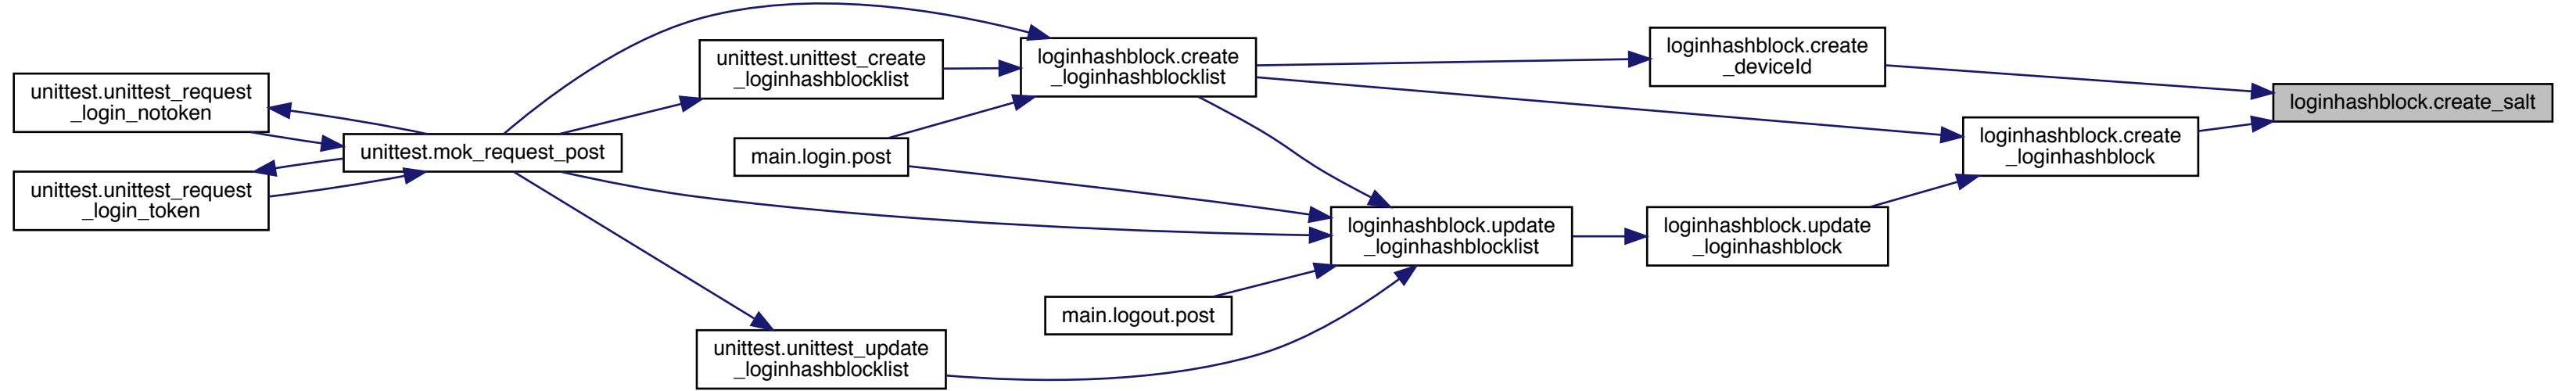 unittest.unittest_request
_login_notoken
unittest.unittest_request
_login_token
unittest.mok_request_post
unittest.unittest_create
_loginhashblocklist
main.login.post
unittest.unittest_update
_loginhashblocklist
loginhashblock.create
_loginhashblocklist
main.logout.post
loginhashblock.update
_loginhashblocklist
loginhashblock.create
_deviceId
loginhashblock.update
_loginhashblock
loginhashblock.create
_loginhashblock
loginhashblock.create_salt